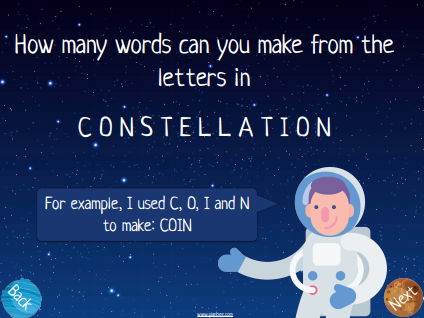 How many words can you make from the
letters in
CONSTELLATION
For example, I used C, O, I and N
to make: COIN
Back
Next